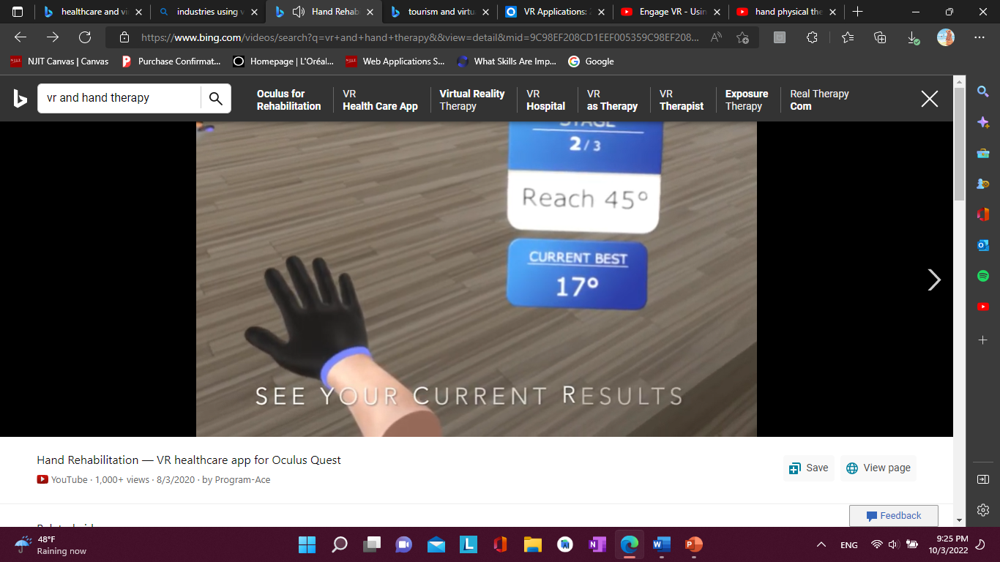 healthcare and vi
industries using v
Hand Rehab
tourism and virtu
VR Applications: 2
Engage VR - Usin
hand physical the
https://www.bing.com/videos/search?q=vr+and+hand+therapy&&view=detail&mid=9C98EF208CD1EEF005359C98EF208...
NJIT Canvas | Canvas
Purchase Confirmat...
Homepage | L'Oréal...
Web Applications S...
What Skills Are Imp...
Google
vr and hand therapy
Oculus for
Rehabilitation
VR
Health Care App
Virtual Reality
Therapy
VR
Hospital
VR
as Therapy
VR
Therapist
Exposure
Therapy
Real Therapy
Com
STAGE
2 / 3
Reach 45°
CURRENT BEST
17°
SEE YOUR CURRENT RESULTS
Hand Rehabilitation — VR healthcare app for Oculus Quest
YouTube · 1,000+ views · 8/3/2020 · by Program-Ace
Save
View page
Feedback
48°F
Raining now
ENG
9:25 PM
10/3/2022